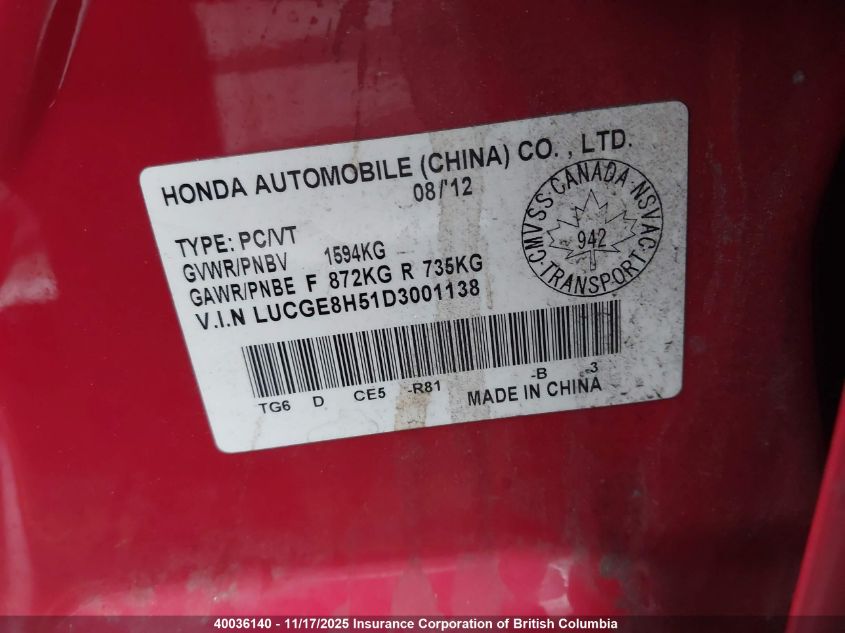 HONDA AUTOMOBILE (CHINA) CO., LTD.
08/'12
TYPE: PC/VT
GVWR/PNBV 1594KG
GAWR/PNBE F 872KG R 735KG
V.I.N LUCGE8H51D3001138
CMVSS·CANADA·NSVAC·TRANSPORT·
942
TG6 D CE5 -R81 -B -3
MADE IN CHINA
40036140 - 11/17/2025 Insurance Corporation of British Columbia